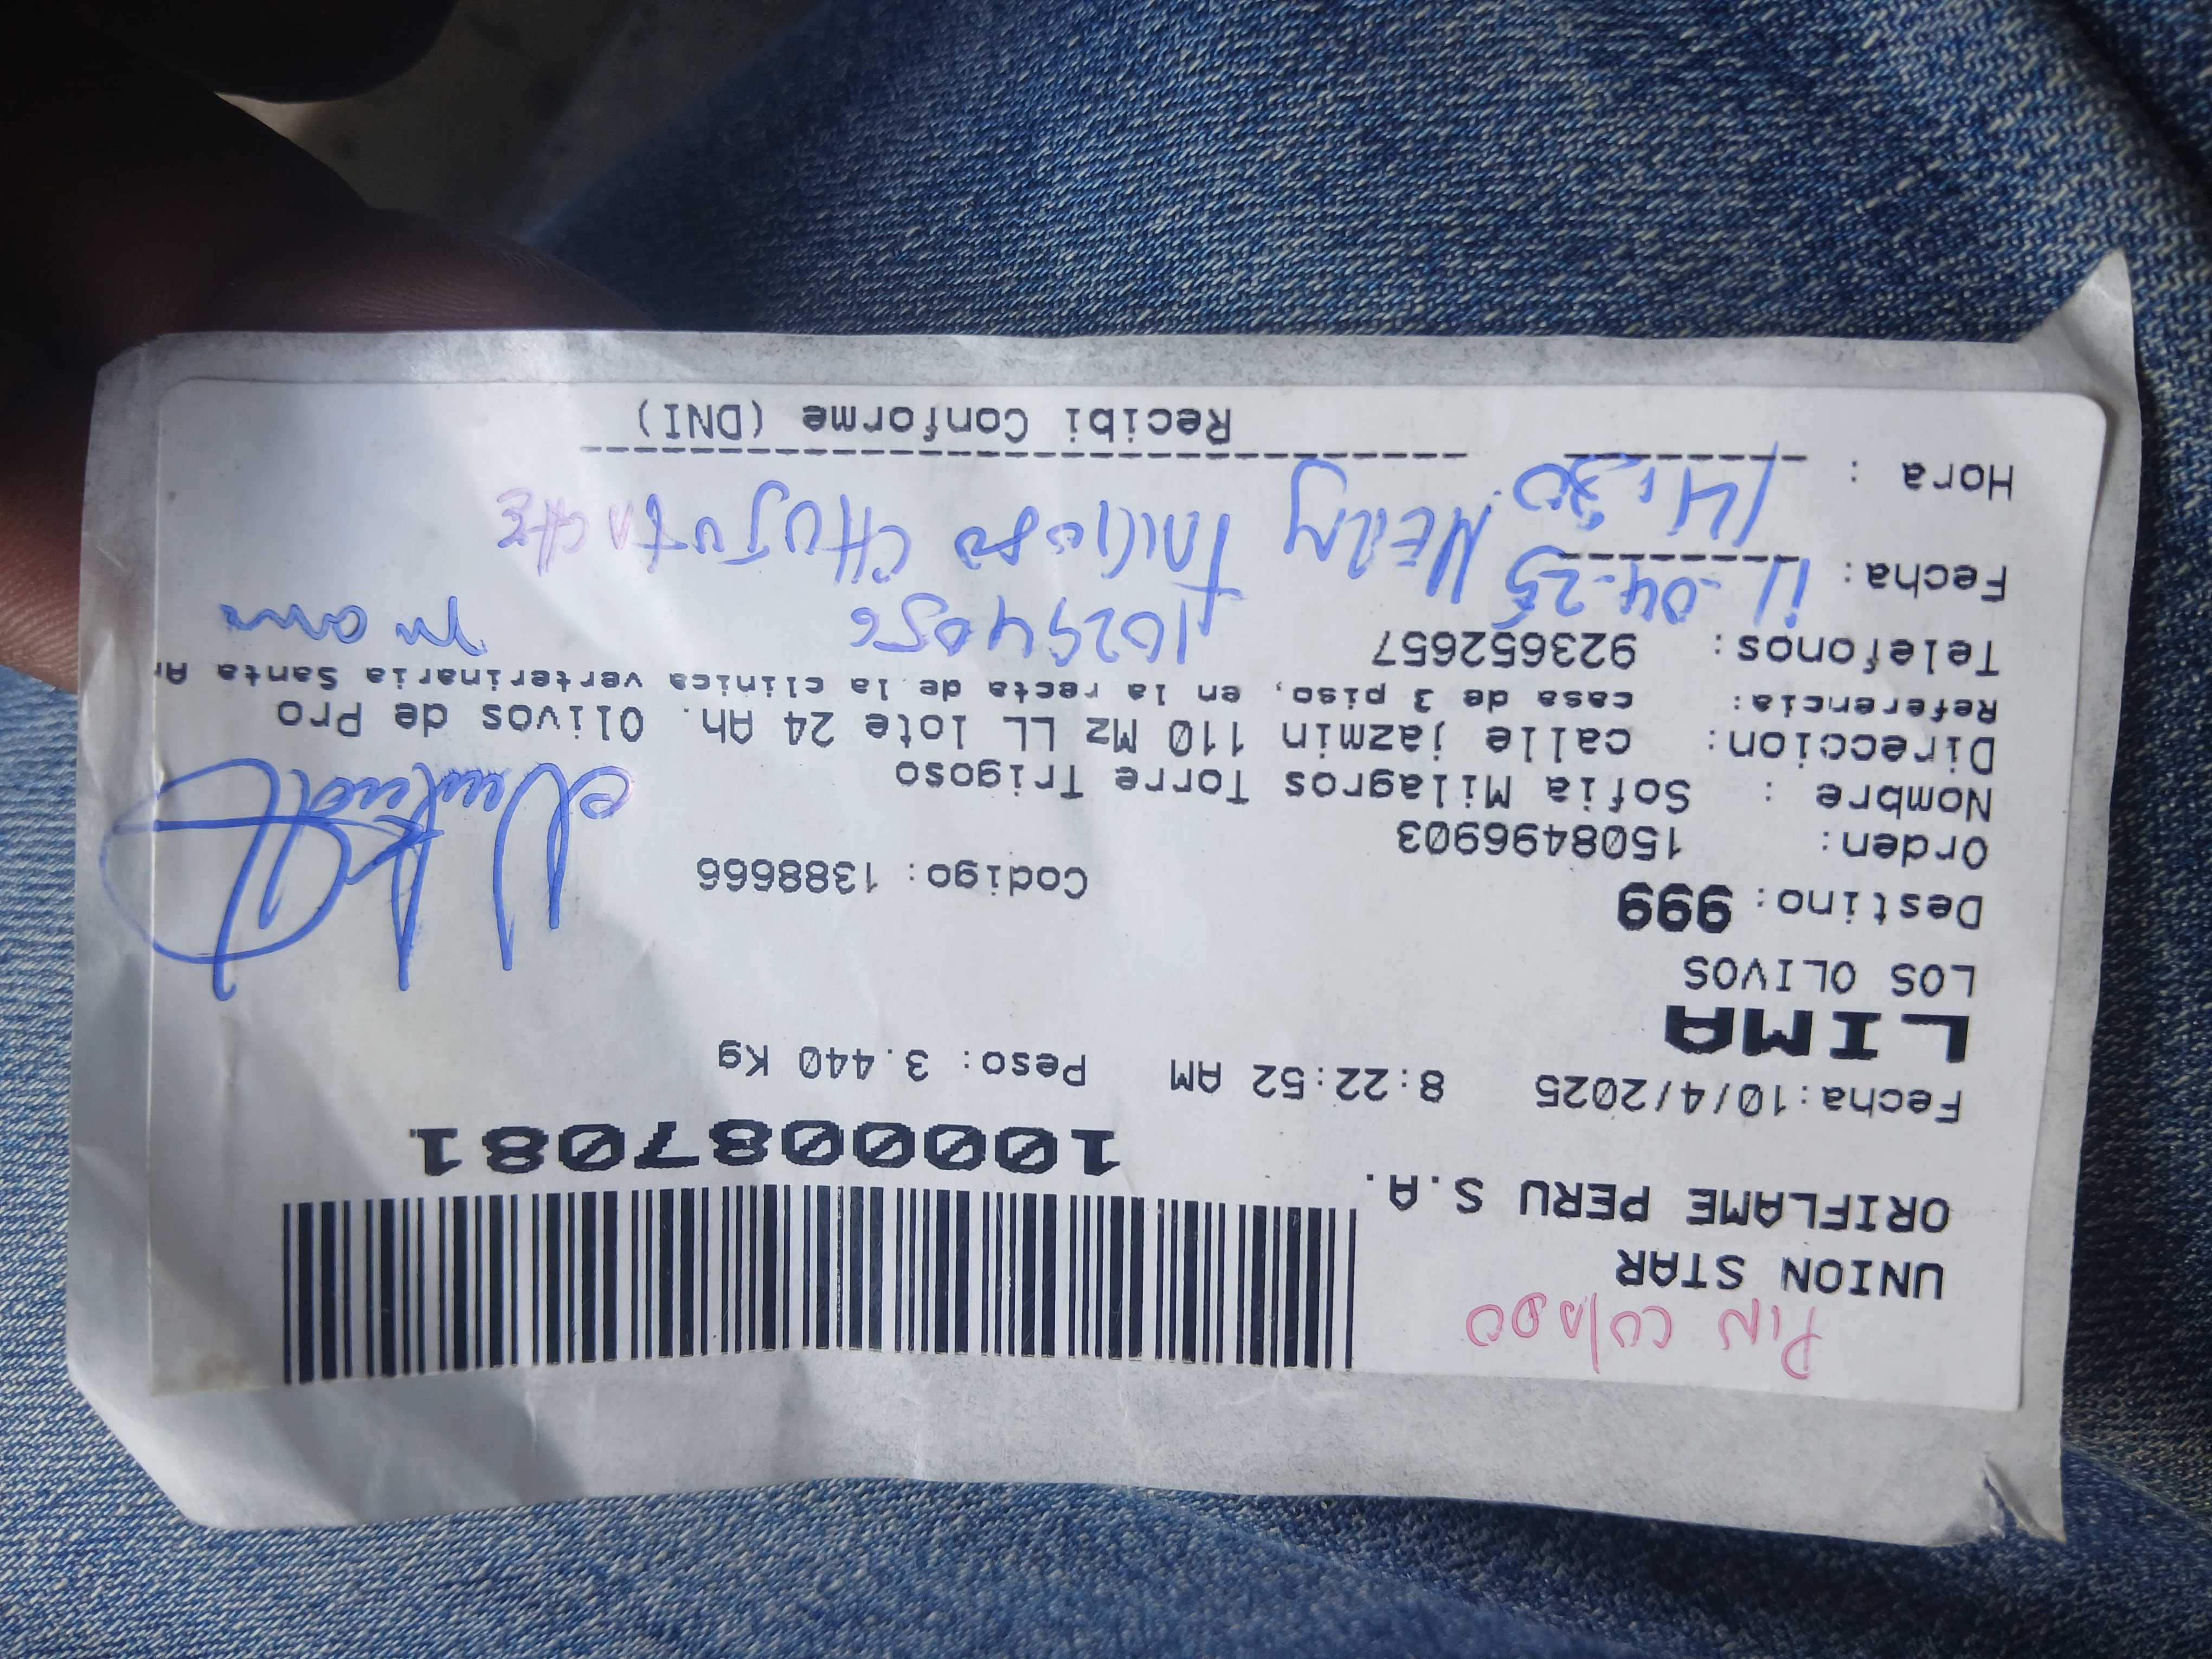 UNION STAR
ORIFLAME PERU S.A.
1000087081
Fecha:10/4/2025 8:22:52 AM Peso: 3.440 Kg
LIMA
LOS OLIVOS
Destino: 999 Codigo: 1388666
Orden: 1508496903
Nombre : Sofia Milagros Torre Trigoso
Direccion: calle jazmin 110 Mz LL lote 24 Ah. Olivos de Pro
Referencia: casa de 3 piso, en la recta de la clinica verterinaria Santa
Telefonos: 923652657
Fecha: 11-04-25
Hora : 14:30
Recibi Conforme (DNI)